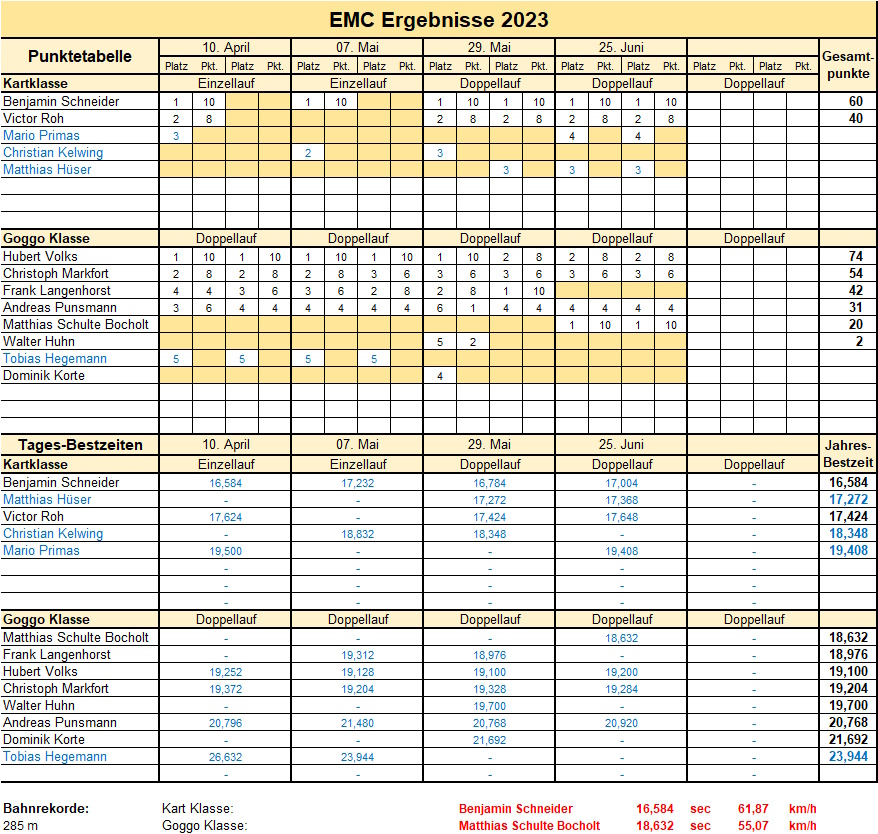 EMC Ergebnisse 2023
Punktetabelle 10. April 07. Mai 29. Mai 25. Juni Gesamt-punkte
Platz Pkt. Platz Pkt. Platz Pkt. Platz Pkt. Platz Pkt. Platz Pkt. Platz Pkt. Platz Pkt. Platz Pkt. Platz Pkt.
Kartklasse Einzellauf Einzellauf Doppellauf Doppellauf Doppellauf
Benjamin Schneider 1 10 1 10 1 10 1 10 1 10 1 10 60
Victor Roh 2 8 2 8 2 8 2 8 2 8 40
Mario Primas 3 4 4
Christian Kelwing 2 3
Matthias Hüser 3 3 3
Goggo Klasse Doppellauf Doppellauf Doppellauf Doppellauf Doppellauf
Hubert Volks 1 10 1 10 1 10 1 10 1 10 2 8 2 8 2 8 74
Christoph Markfort 2 8 2 8 2 8 3 6 3 6 3 6 3 6 3 6 54
Frank Langenhorst 4 4 3 6 3 6 2 8 2 8 1 10 42
Andreas Punsmann 3 6 4 4 4 4 4 4 6 1 4 4 4 4 4 4 31
Matthias Schulte Bocholt 1 10 1 10 20
Walter Huhn 5 2 2
Tobias Hegemann 5 5 5 5
Dominik Korte 4
Tages-Bestzeiten 10. April 07. Mai 29. Mai 25. Juni Jahres-Bestzeit
Kartklasse Einzellauf Einzellauf Doppellauf Doppellauf Doppellauf
Benjamin Schneider 16,584 17,232 16,784 17,004 - 16,584
Matthias Hüser - - 17,272 17,368 - 17,272
Victor Roh 17,624 - 17,424 17,648 - 17,424
Christian Kelwing - 18,832 18,348 - - 18,348
Mario Primas 19,500 - - 19,408 - 19,408
- - - - -
- - - - -
- - - - -
Goggo Klasse Doppellauf Doppellauf Doppellauf Doppellauf Doppellauf
Matthias Schulte Bocholt - - - 18,632 - 18,632
Frank Langenhorst - 19,312 18,976 - - 18,976
Hubert Volks 19,252 19,128 19,100 19,200 - 19,100
Christoph Markfort 19,372 19,204 19,328 19,284 - 19,204
Walter Huhn - - 19,700 - - 19,700
Andreas Punsmann 20,796 21,480 20,768 20,920 - 20,768
Dominik Korte - - 21,692 - - 21,692
Tobias Hegemann 26,632 23,944 - - - 23,944
- - - - -
Bahnrekorde: Kart Klasse: Benjamin Schneider 16,584 sec 61,87 km/h
285 m Goggo Klasse: Matthias Schulte Bocholt 18,632 sec 55,07 km/h